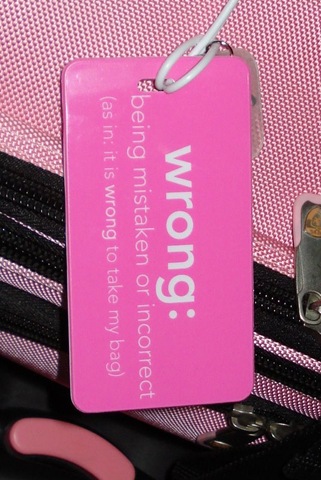 wrong:
being mistaken or incorrect
(as in: it is wrong to take my bag)